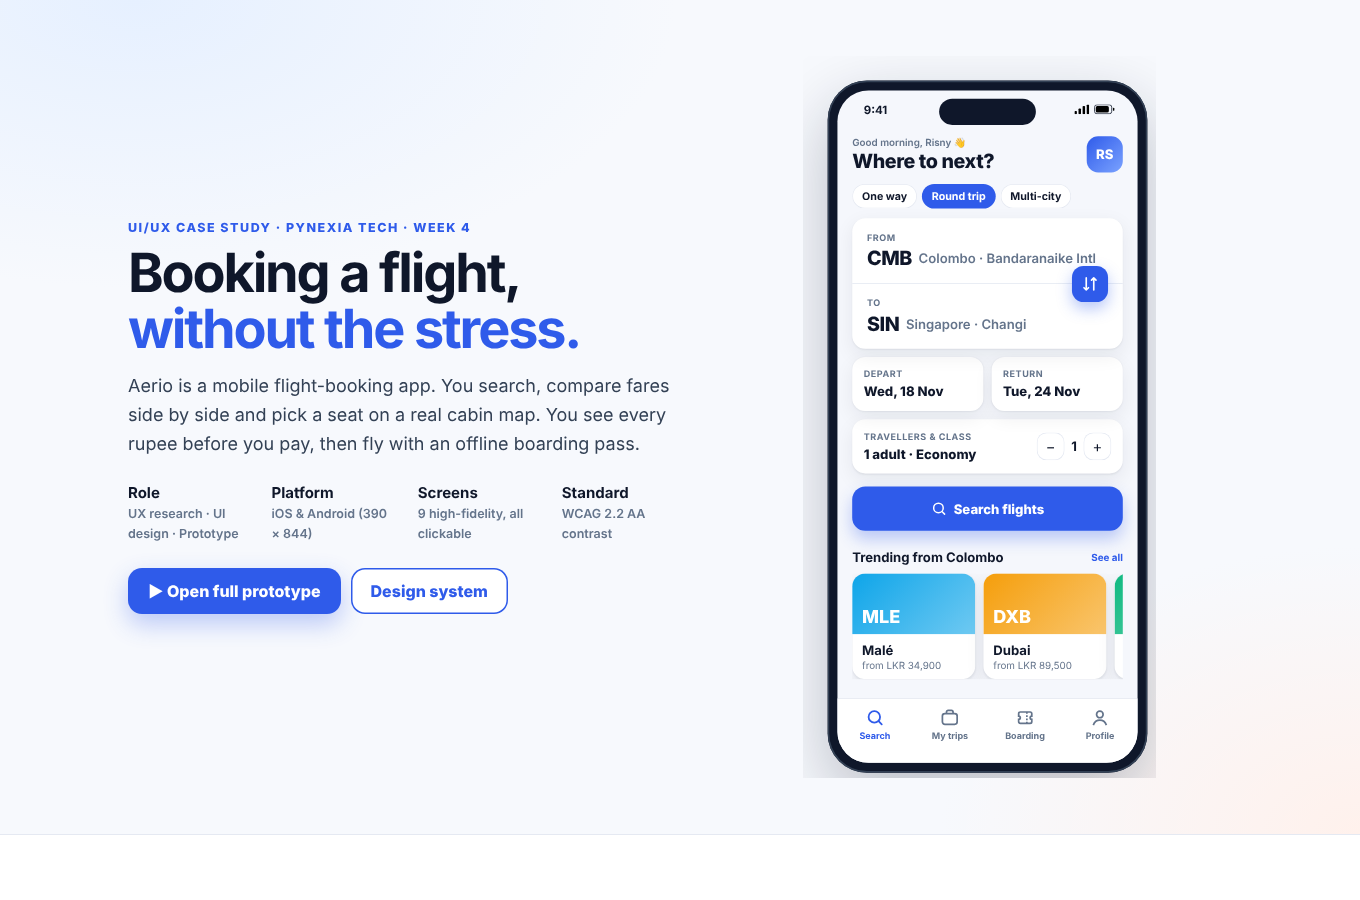 UI/UX CASE STUDY · PYNEXIA TECH · WEEK 4
Booking a flight,
without the stress.
Aerio is a mobile flight-booking app. You search, compare fares
side by side and pick a seat on a real cabin map. You see every
rupee before you pay, then fly with an offline boarding pass.
Role
UX research · UI
design · Prototype
Platform
iOS & Android (390
× 844)
Screens
9 high-fidelity, all
clickable
Standard
WCAG 2.2 AA
contrast
▶ Open full prototype
Design system
9:41
Good morning, Risny 👋
Where to next?
RS
One way
Round trip
Multi-city
FROM
CMB Colombo · Bandaranaike Intl
TO
SIN Singapore · Changi
DEPART
Wed, 18 Nov
RETURN
Tue, 24 Nov
TRAVELLERS & CLASS
1 adult · Economy
− 1 +
Search flights
Trending from Colombo
See all
MLE
Malé
from LKR 34,900
DXB
Dubai
from LKR 89,500
Search
My trips
Boarding
Profile